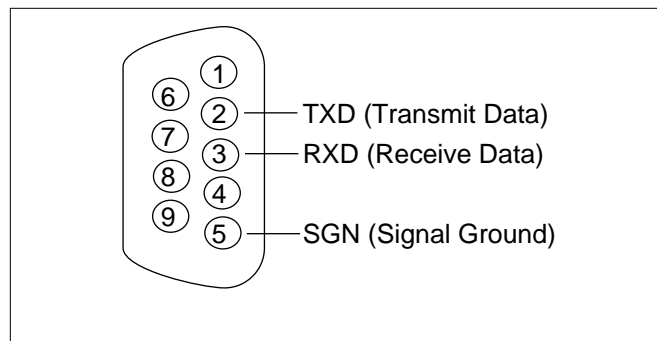 1
6
2 TXD (Transmit Data)
7
3 RXD (Receive Data)
8
4
9
5 SGN (Signal Ground)